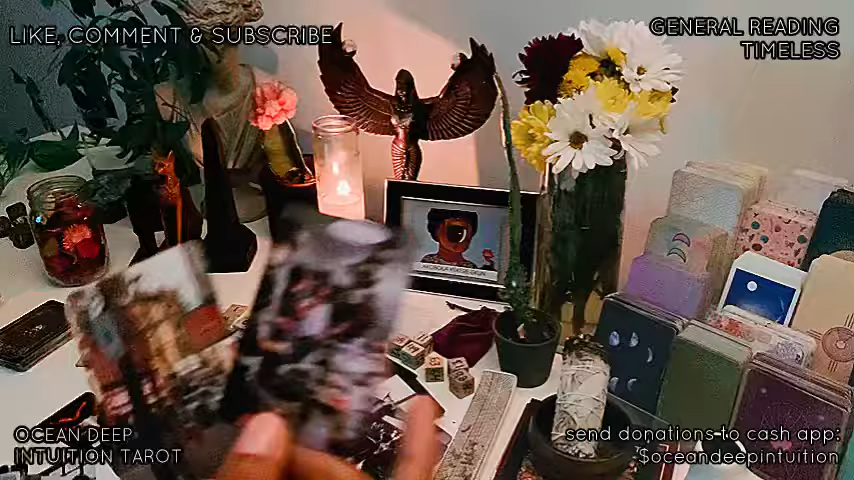 LIKE, COMMENT & SUBSCRIBE
GENERAL READING
TIMELESS
OCEAN DEEP
INTUITION TAROT
send donations to cash app:
$oceandeepintuition